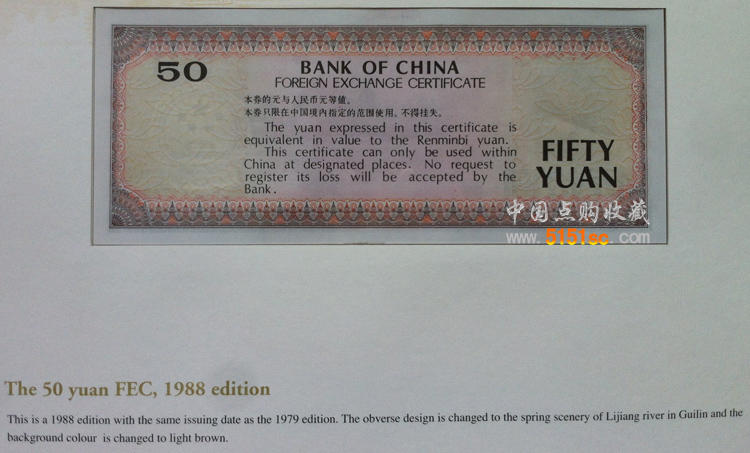 50
BANK OF CHINA
FOREIGN EXCHANGE CERTIFICATE
本券的元与人民币元等值。
本券只限在中国境内指定的范围使用。不得挂失。
The yuan expressed in this certificate is
equivalent in value to the Renminbi yuan.
This certificate can only be used within
China at designated places. No request to
register its loss will be accepted by the
Bank.
FIFTY
YUAN
中国点购收藏
www.5151sc.com
The 50 yuan FEC, 1988 edition
This is a 1988 edition with the same issuing date as the 1979 edition. The obverse design is changed to the spring scenery of Lijiang river in Guilin and the
background colour is changed to light brown.